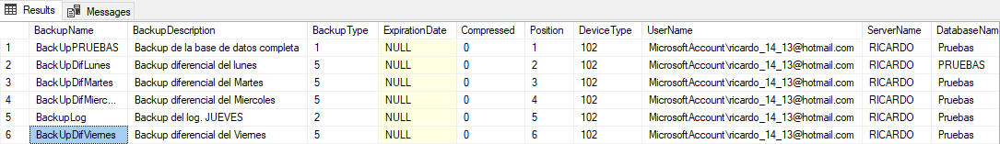 Results Messages
BackupName BackupDescription BackupType ExpirationDate Compressed Position DeviceType UserName ServerName DatabaseNam
1 BackUpPRUEBAS Backup de la base de datos completa 1 NULL 0 1 102 MicrosoftAccount\ricardo_14_13@hotmail.com RICARDO Pruebas
2 BackUpDifLunes Backup diferencial del lunes 5 NULL 0 2 102 MicrosoftAccount\ricardo_14_13@hotmail.com RICARDO PRUEBAS
3 BackUpDifMartes Backup diferencial del Martes 5 NULL 0 3 102 MicrosoftAccount\ricardo_14_13@hotmail.com RICARDO Pruebas
4 BackUpDifMierc... Backup diferencial del Miercoles 5 NULL 0 4 102 MicrosoftAccount\ricardo_14_13@hotmail.com RICARDO Pruebas
5 BackupLog Backup del log. JUEVES 2 NULL 0 5 102 MicrosoftAccount\ricardo_14_13@hotmail.com RICARDO Pruebas
6 BackUpDifViernes Backup diferencial del Viernes 5 NULL 0 6 102 MicrosoftAccount\ricardo_14_13@hotmail.com RICARDO Pruebas